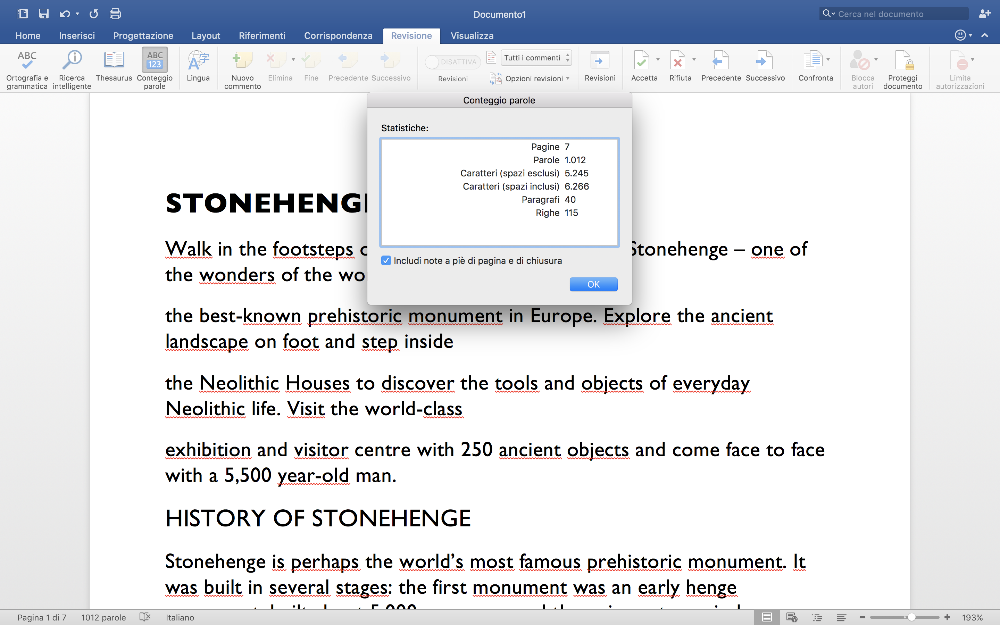 Documento1
Cerca nel documento
Home Inserisci Progettazione Layout Riferimenti Corrispondenza Revisione Visualizza
ABC
Ortografia e grammatica
Ricerca intelligente
Thesaurus
ABC 123
Conteggio parole
Lingua
Nuovo commento
Elimina
Fine
Precedente
Successivo
DISATTIVA
Revisioni
Tutti i commenti
Opzioni revisioni
Revisioni
Accetta
Rifiuta
Precedente
Successivo
Confronta
Blocca autori
Proteggi documento
Limita autorizzazioni
Conteggio parole
Statistiche:
Pagine 7
Parole 1.012
Caratteri (spazi esclusi) 5.245
Caratteri (spazi inclusi) 6.266
Paragrafi 40
Righe 115
Includi note a piè di pagina e di chiusura
OK
Walk in the footsteps
Stonehenge – one of
the wonders of the
the best-known prehistoric monument in Europe. Explore the ancient
landscape on foot and step inside
the Neolithic Houses to discover the tools and objects of everyday
Neolithic life. Visit the world-class
exhibition and visitor centre with 250 ancient objects and come face to face
with a 5,500 year-old man.
HISTORY OF STONEHENGE
Stonehenge is perhaps the world’s most famous prehistoric monument. It
was built in several stages: the first monument was an early henge
Pagina 1 di 7 1012 parole Italiano 193%